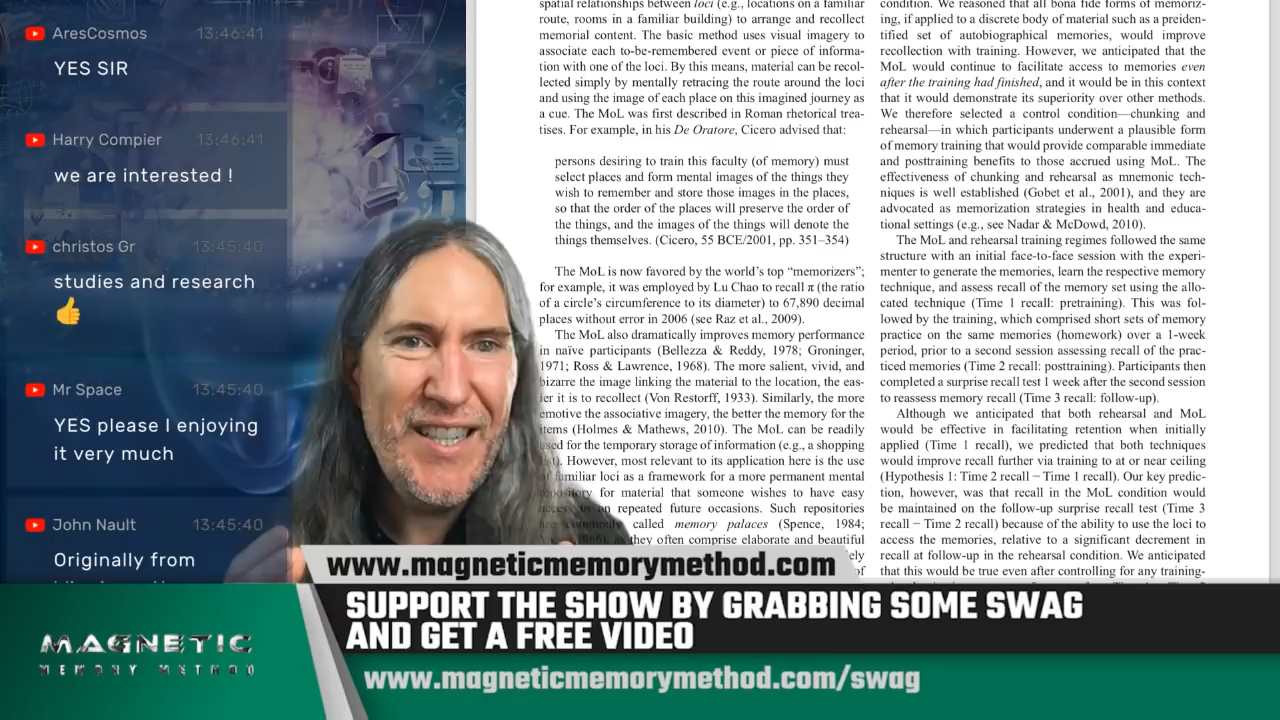 AresCosmos 13:46:41
YES SIR
Harry Compier 13:46:41
we are interested !
christos Gr 13:45:40
studies and research
👍
Mr Space 13:45:40
YES please I enjoying
it very much
John Nault 13:45:40
Originally from
spatial relationships between loci (e.g., locations on a familiar
route, rooms in a familiar building) to arrange and recollect
memorial content. The basic method uses visual imagery to
associate each to-be-remembered event or piece of informa-
tion with one of the loci. By this means, material can be recol-
lected simply by mentally retracing the route around the loci
and using the image of each place on this imagined journey as
a cue. The MoL was first described in Roman rhetorical trea-
tises. For example, in his De Oratore, Cicero advised that:
persons desiring to train this faculty (of memory) must
select places and form mental images of the things they
wish to remember and store those images in the places,
so that the order of the places will preserve the order of
the things, and the images of the things will denote the
things themselves. (Cicero, 55 BCE/2001, pp. 351–354)
The MoL is now favored by the world's top “memorizers”;
for example, it was employed by Lu Chao to recall π (the ratio
of a circle's circumference to its diameter) to 67,890 decimal
places without error in 2006 (see Raz et al., 2009).
The MoL also dramatically improves memory performance
in naïve participants (Bellezza & Reddy, 1978; Groninger,
1971; Ross & Lawrence, 1968). The more salient, vivid, and
bizarre the image linking the material to the location, the eas-
ier it is to recollect (Von Restorff, 1933). Similarly, the more
emotive the associative imagery, the better the memory for the
items (Holmes & Mathews, 2010). The MoL can be readily
used for the temporary storage of information (e.g., a shopping
list). However, most relevant to its application here is the use
of familiar loci as a framework for a more permanent mental
repository for material that someone wishes to have easy
access to on repeated future occasions. Such repositories
are commonly called memory palaces (Spence, 1984;
as they often comprise elaborate and beautiful
condition. We reasoned that all bona fide forms of memoriz-
ing, if applied to a discrete body of material such as a preiden-
tified set of autobiographical memories, would improve
recollection with training. However, we anticipated that the
MoL would continue to facilitate access to memories even
after the training had finished, and it would be in this context
that it would demonstrate its superiority over other methods.
We therefore selected a control condition—chunking and
rehearsal—in which participants underwent a plausible form
of memory training that would provide comparable immediate
and posttraining benefits to those accrued using MoL. The
effectiveness of chunking and rehearsal as mnemonic tech-
niques is well established (Gobet et al., 2001), and they are
advocated as memorization strategies in health and educa-
tional settings (e.g., see Nadar & McDowd, 2010).
The MoL and rehearsal training regimes followed the same
structure with an initial face-to-face session with the experi-
menter to generate the memories, learn the respective memory
technique, and assess recall of the memory set using the allo-
cated technique (Time 1 recall: pretraining). This was fol-
lowed by the training, which comprised short sets of memory
practice on the same memories (homework) over a 1-week
period, prior to a second session assessing recall of the prac-
ticed memories (Time 2 recall: posttraining). Participants then
completed a surprise recall test 1 week after the second session
to reassess memory recall (Time 3 recall: follow-up).
Although we anticipated that both rehearsal and MoL
would be effective in facilitating retention when initially
applied (Time 1 recall), we predicted that both techniques
would improve recall further via training to at or near ceiling
(Hypothesis 1: Time 2 recall − Time 1 recall). Our key predic-
tion, however, was that recall in the MoL condition would
be maintained on the follow-up surprise recall test (Time 3
recall − Time 2 recall) because of the ability to use the loci to
access the memories, relative to a significant decrement in
recall at follow-up in the rehearsal condition. We anticipated
that this would be true even after controlling for any training-
www.magneticmemorymethod.com
SUPPORT THE SHOW BY GRABBING SOME SWAG
AND GET A FREE VIDEO
www.magneticmemorymethod.com/swag
MAGNETIC
MEMORY METHOD